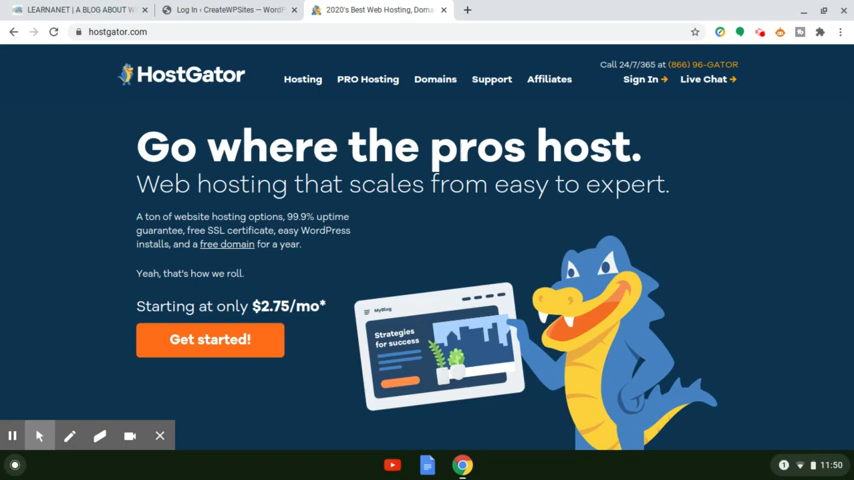 LEARNANET | A BLOG ABOUT W
Log In ‹ CreateWPSites — WordP
2020's Best Web Hosting, Doma
hostgator.com
Call 24/7/365 at (866) 96-GATOR
HostGator
Hosting PRO Hosting Domains Support Affiliates
Sign In → Live Chat →
Go where the pros host.
Web hosting that scales from easy to expert.
A ton of website hosting options, 99.9% uptime
guarantee, free SSL certificate, easy WordPress
installs, and a free domain for a year.
Yeah, that's how we roll.
Starting at only $2.75/mo*
Get started!
MyBlog
Strategies
for success
1
11:50